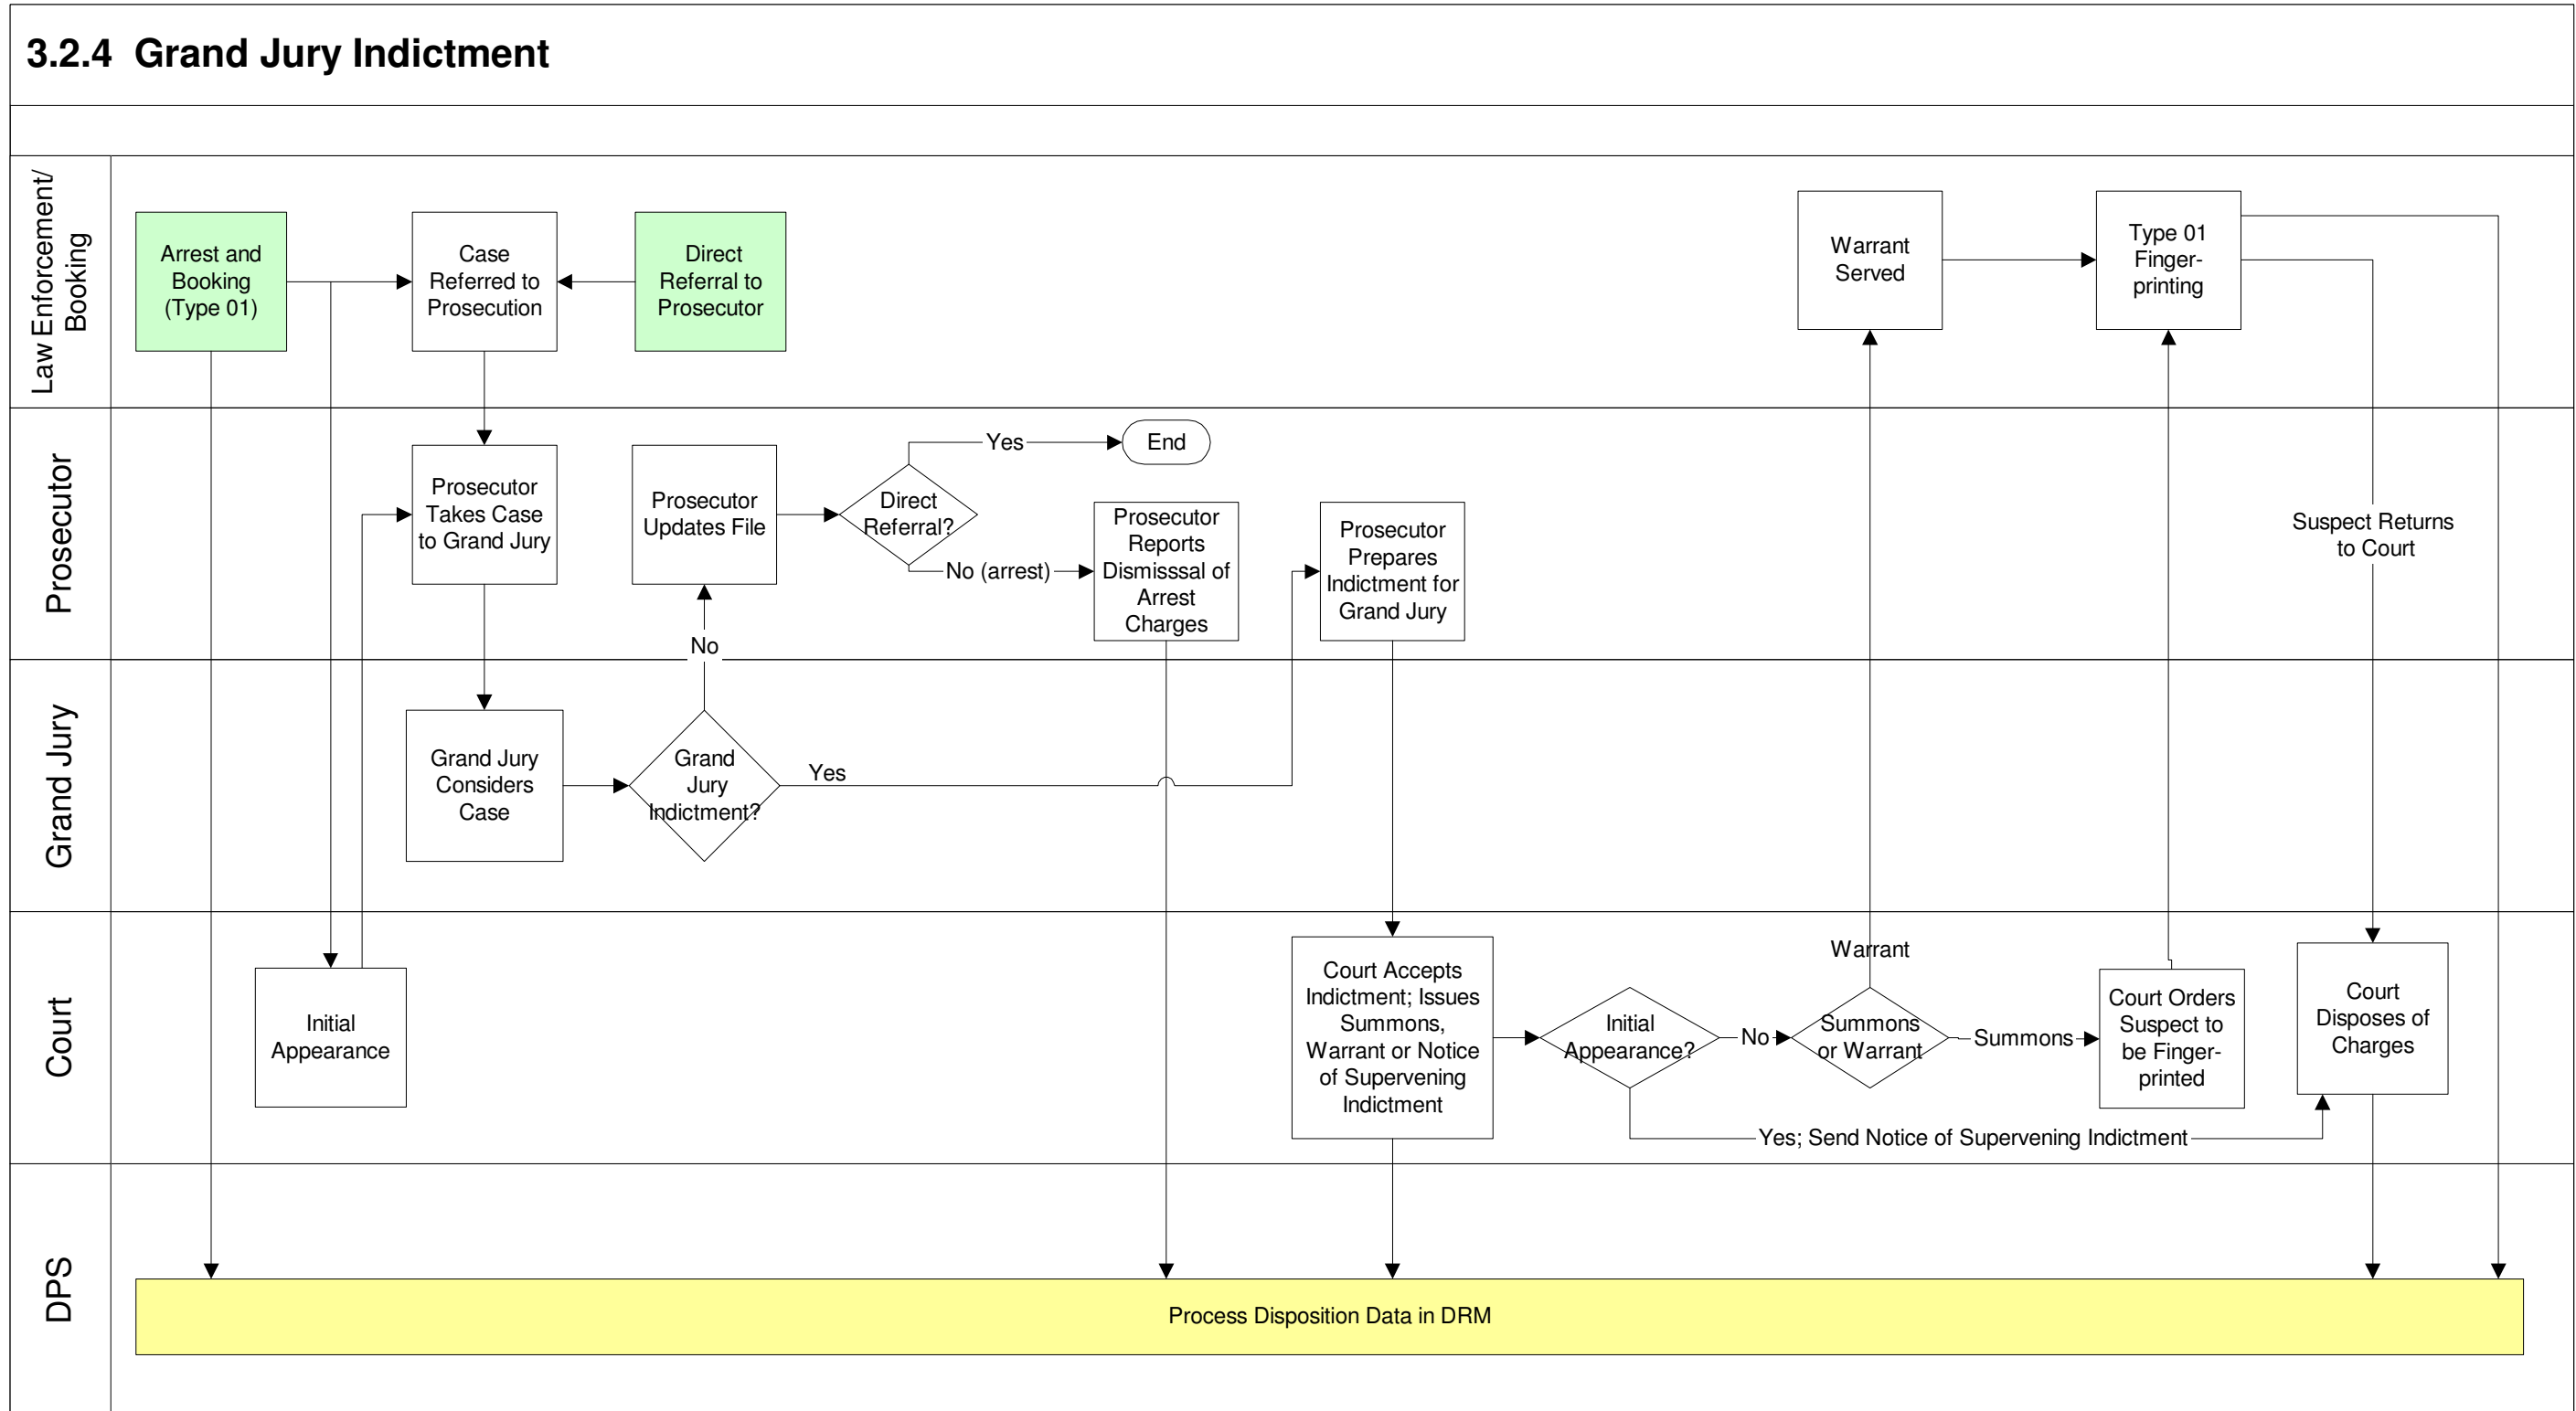 3.2.4 Grand Jury Indictment
Law Enforcement/
Booking
Arrest and
Booking
(Type 01)
Case
Referred to
Prosecution
Direct
Referral to
Prosecutor
Warrant
Served
Type 01
Finger-
printing
Prosecutor
Prosecutor
Takes Case
to Grand Jury
Prosecutor
Updates File
Direct
Referral?
Yes
End
No (arrest)
Prosecutor
Reports
Dismisssal of
Arrest
Charges
Prosecutor
Prepares
Indictment for
Grand Jury
Suspect Returns
to Court
No
Grand Jury
Grand Jury
Considers
Case
Grand
Jury
Indictment?
Yes
Court
Initial
Appearance
Court Accepts
Indictment; Issues
Summons,
Warrant or Notice
of Supervening
Indictment
Initial
Appearance?
No
Warrant
Summons
or Warrant
Summons
Court Orders
Suspect to
be Finger-
printed
Court
Disposes of
Charges
Yes; Send Notice of Supervening Indictment
DPS
Process Disposition Data in DRM